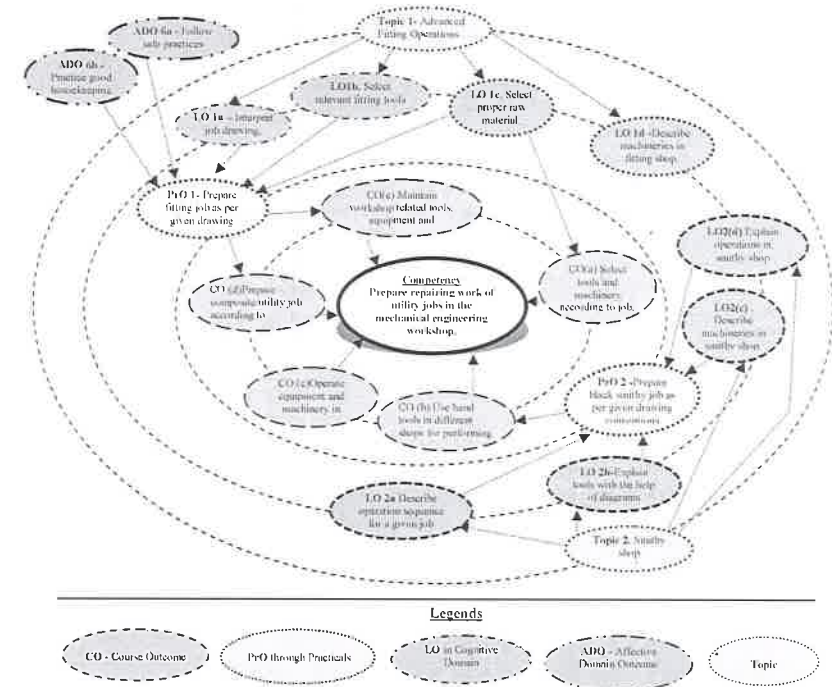 Topic 1- Advanced
Fitting Operations
ADO 6a - Follow
safe practices
ADO 6b -
Practice good
housekeeping
LO1b, Select
relevant fitting tools
LO 1c, Select
proper raw
material
LO 1a - Interpret
job drawing,
LO 1d -Describe
machineries in
fitting shop
PrO 1- Prepare
fitting job as per
given drawing
CO(e) Maintain
workshop related tools,
equipment and
LO2(d) Explain
operations in
smithy shop
CO (d)Prepare
composite utility job
according to
Competency
Prepare repairing work of
utility jobs in the
mechanical engineering
workshop.
CO(a) Select
tools and
machinery
according to job,
LO2(c) -
Describe
machineries in
smithy shop
CO (c)Operate
equipment and
machinery in
CO (b) Use hand
tools in different
shops for performing
PrO 2 -Prepare
black smithy job as
per given drawing
LO 2b-Explain
tools with the help
of diagrams
LO 2a Describe
operation sequence
for a given job
Topic 2. Smithy
shop
Legends
CO - Course Outcome
PrO through Practicals
LO in Cognitive
Domain
ADO - Affective
Domain Outcome
Topic